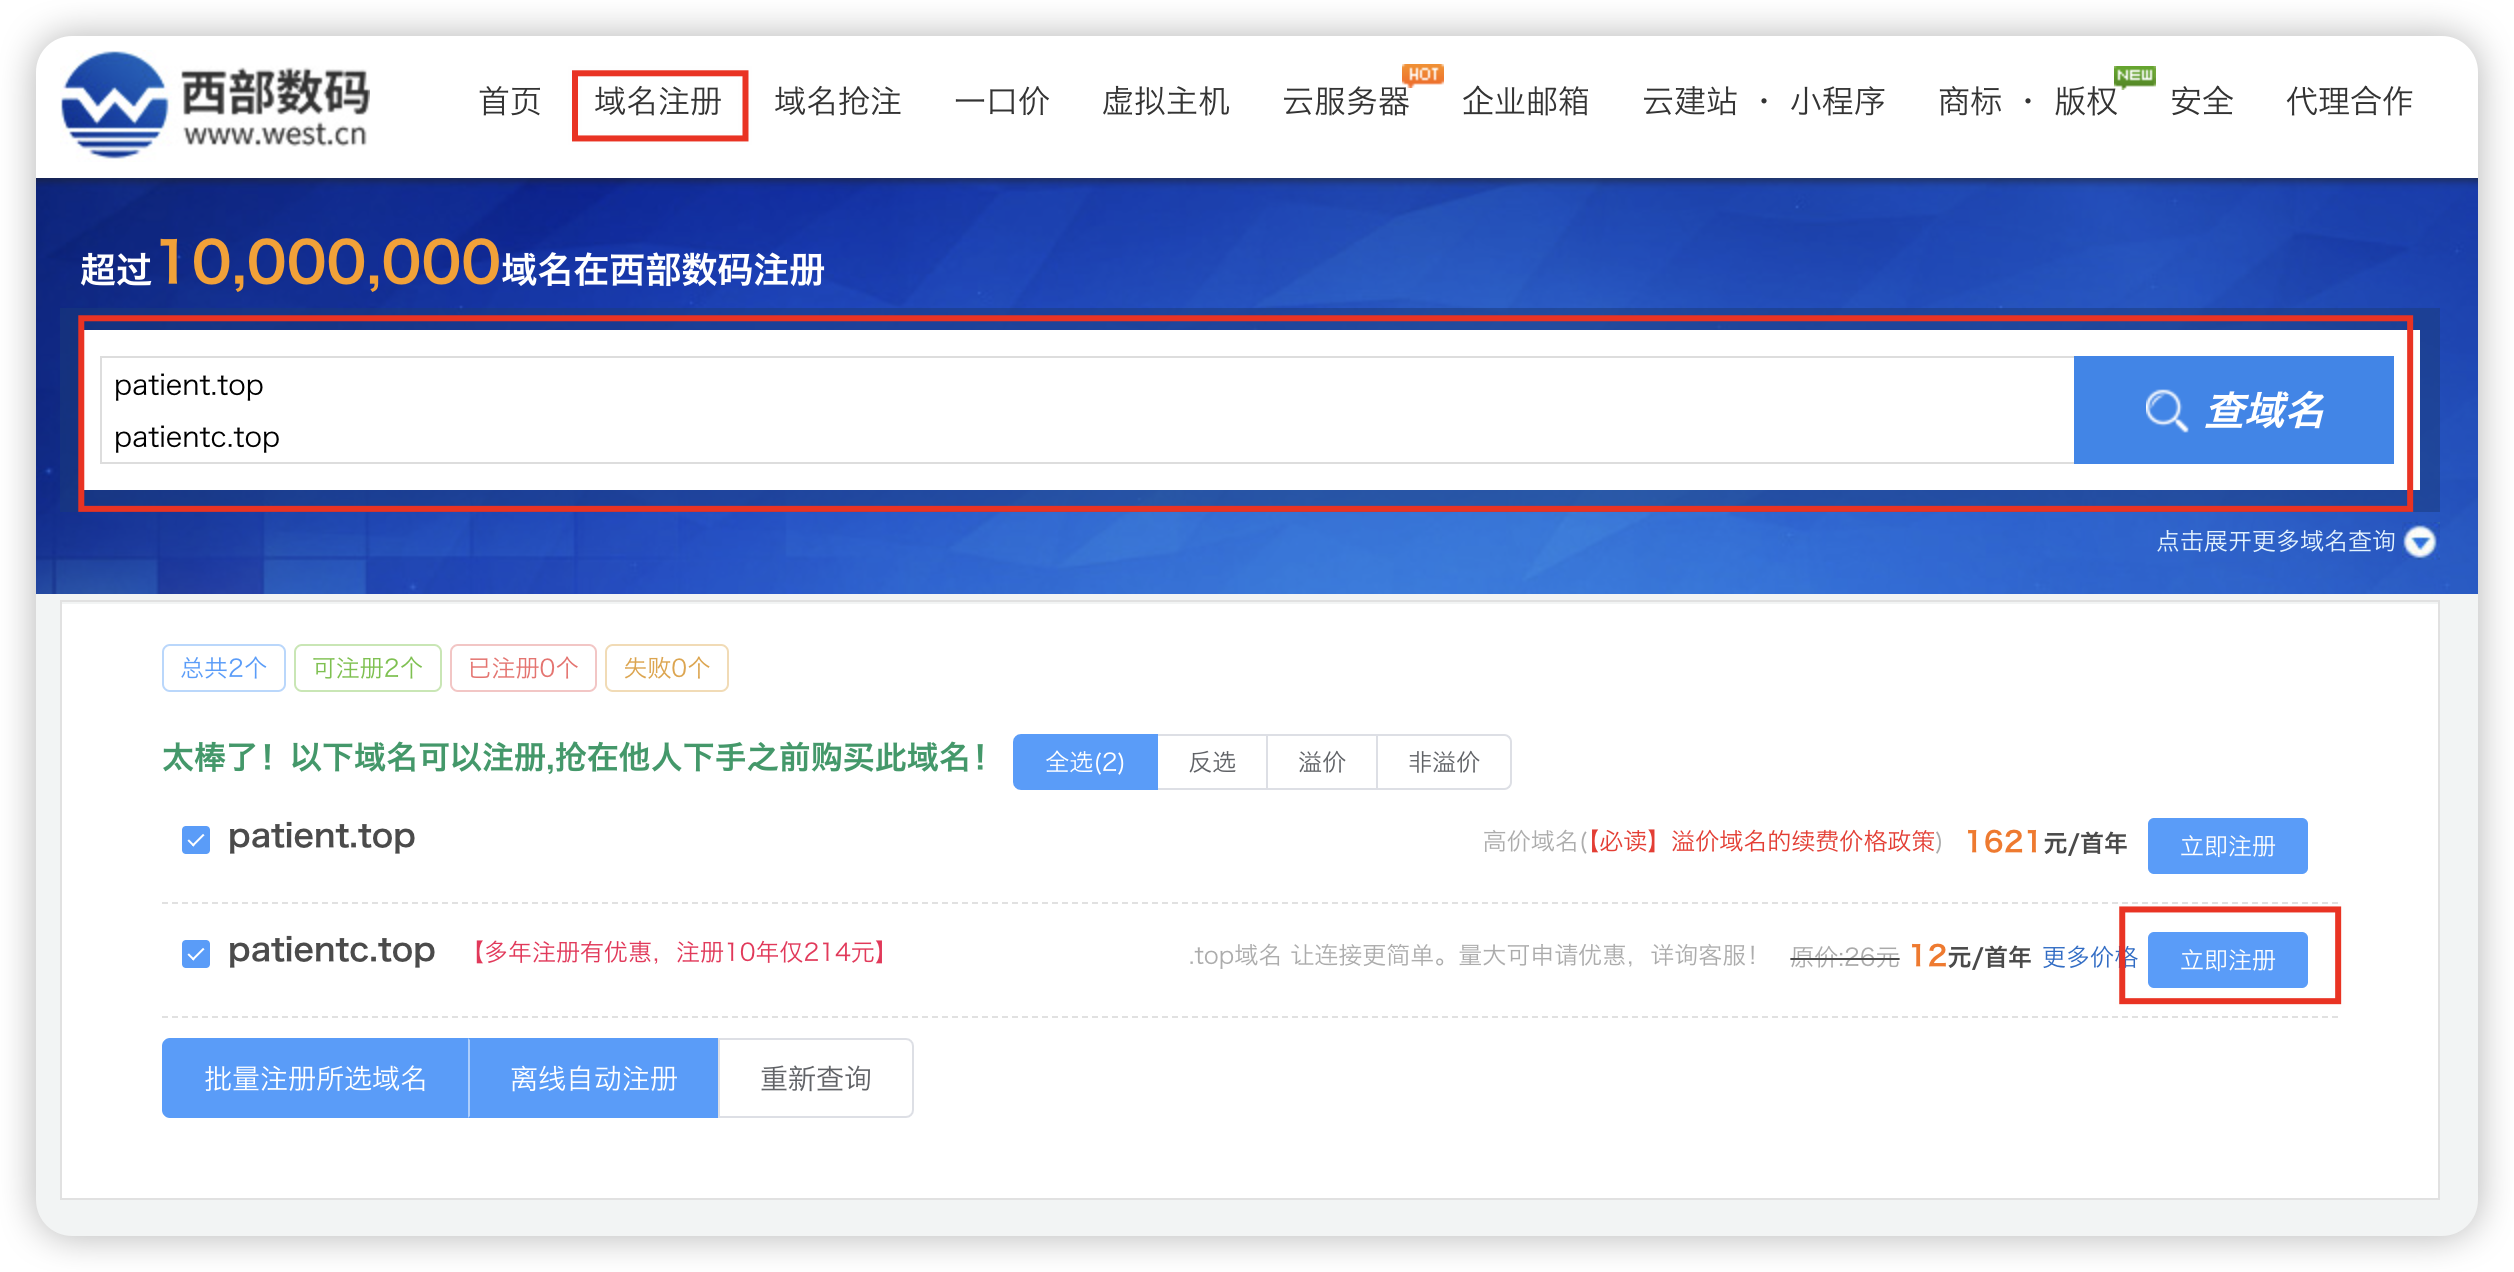 西部数码
www.west.cn
首页 域名注册 域名抢注 一口价 虚拟主机 云服务器 HOT 企业邮箱 云建站 · 小程序 商标 · 版权 NEW 安全 代理合作
超过10,000,000域名在西部数码注册
patient.top
patientc.top
查域名
点击展开更多域名查询
总共2个 可注册2个 已注册0个 失败0个
太棒了！以下域名可以注册,抢在他人下手之前购买此域名！ 全选(2) 反选 溢价 非溢价
patient.top 高价域名(【必读】溢价域名的续费价格政策) 1621元/首年 立即注册
patientc.top 【多年注册有优惠，注册10年仅214元】 .top域名 让连接更简单。量大可申请优惠，详询客服！ 原价:26元 12元/首年 更多价格 立即注册
批量注册所选域名 离线自动注册 重新查询